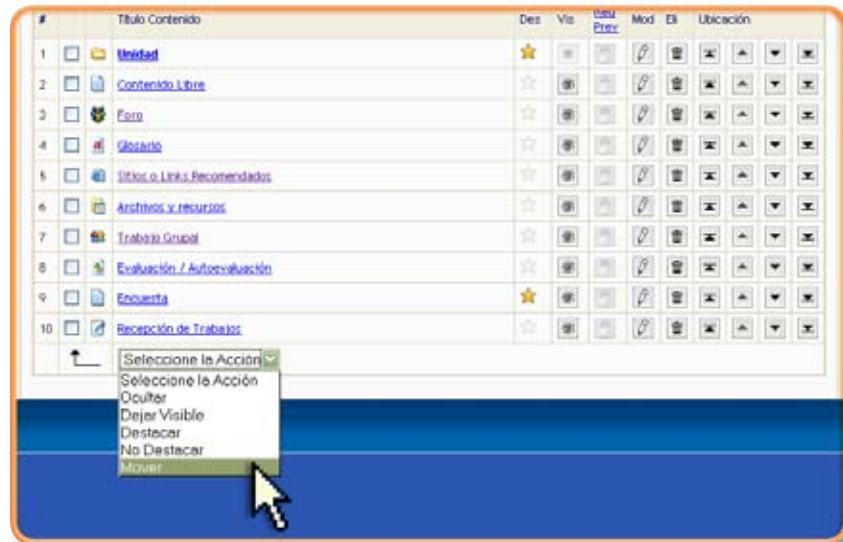 # Título Contenido Des Vis Req Prev Mod Eli Ubicación
1 Unidad
2 Contenido Libre
3 Foro
4 Glosario
5 Sitios o Links Recomendados
6 Archivos y recursos
7 Trabajo Grupal
8 Evaluación / Autoevaluación
9 Encuesta
10 Recepción de Trabajos
Seleccione la Acción
Seleccione la Acción
Ocultar
Dejar Visible
Destacar
No Destacar
Mover